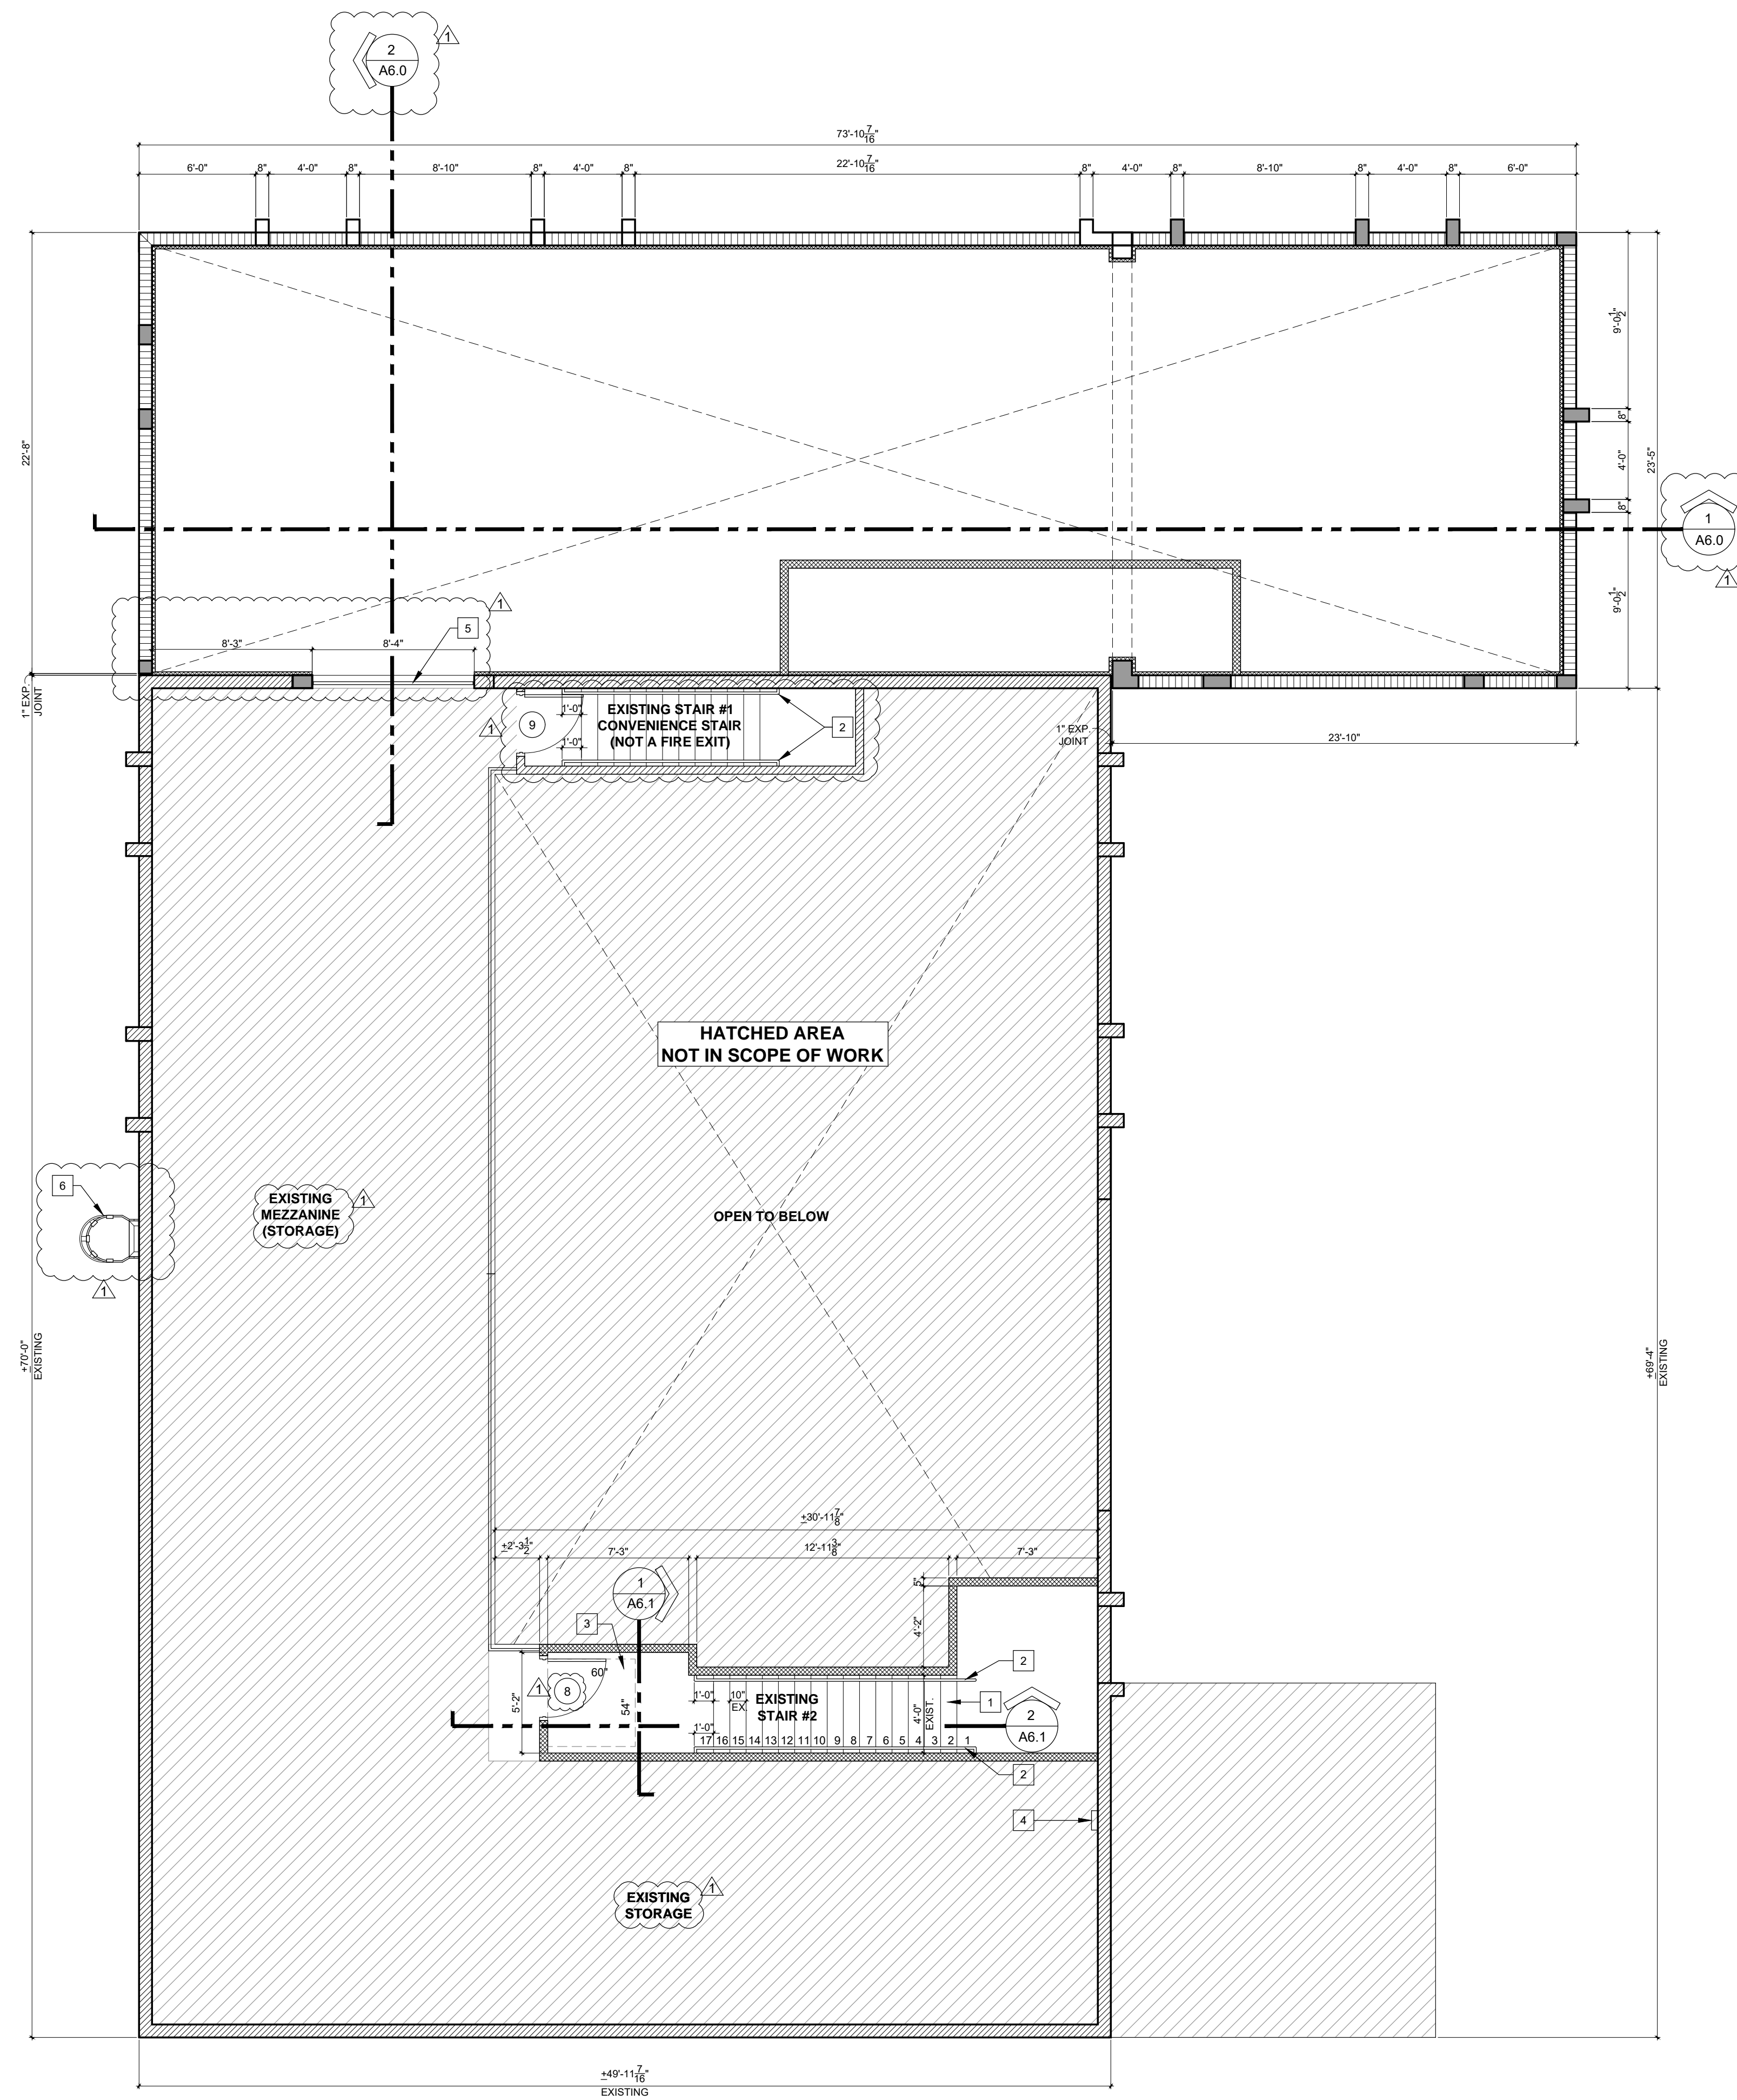 2
A6.0
1
73'-10 7/16"
6'-0" 8" 4'-0" 8" 8'-10" 8" 4'-0" 8" 22'-10 7/16" 8" 4'-0" 8" 8'-10" 8" 4'-0" 8" 6'-0"
22'-8"
9'-0 1/2"
8"
4'-0"
8"
9'-0 1/2"
23'-5"
1
A6.0
1
1
5
8'-3" 8'-4"
1" EXP.
JOINT
1
9
1'-0"
1'-0"
EXISTING STAIR #1
CONVENIENCE STAIR
(NOT A FIRE EXIT)
2
1" EXP.
JOINT
23'-10"
HATCHED AREA
NOT IN SCOPE OF WORK
6
1
EXISTING
MEZZANINE
(STORAGE)
1
OPEN TO BELOW
+70'-0"
EXISTING
+69'-4"
EXISTING
+30'-11 7/8"
+2'-3 1/2" 7'-3" 12'-11 3/8" 7'-3"
1
A6.1
5"
4'-2"
3
60"
54"
5'-2"
1
8
2
1'-0"
10"
EX.
EXISTING
STAIR #2
4'-0"
EXIST.
1
2
A6.1
1'-0"
17 16 15 14 13 12 11 10 9 8 7 6 5 4 3 2 1
2
4
EXISTING
STORAGE
1
+49'-11 7/16"
EXISTING